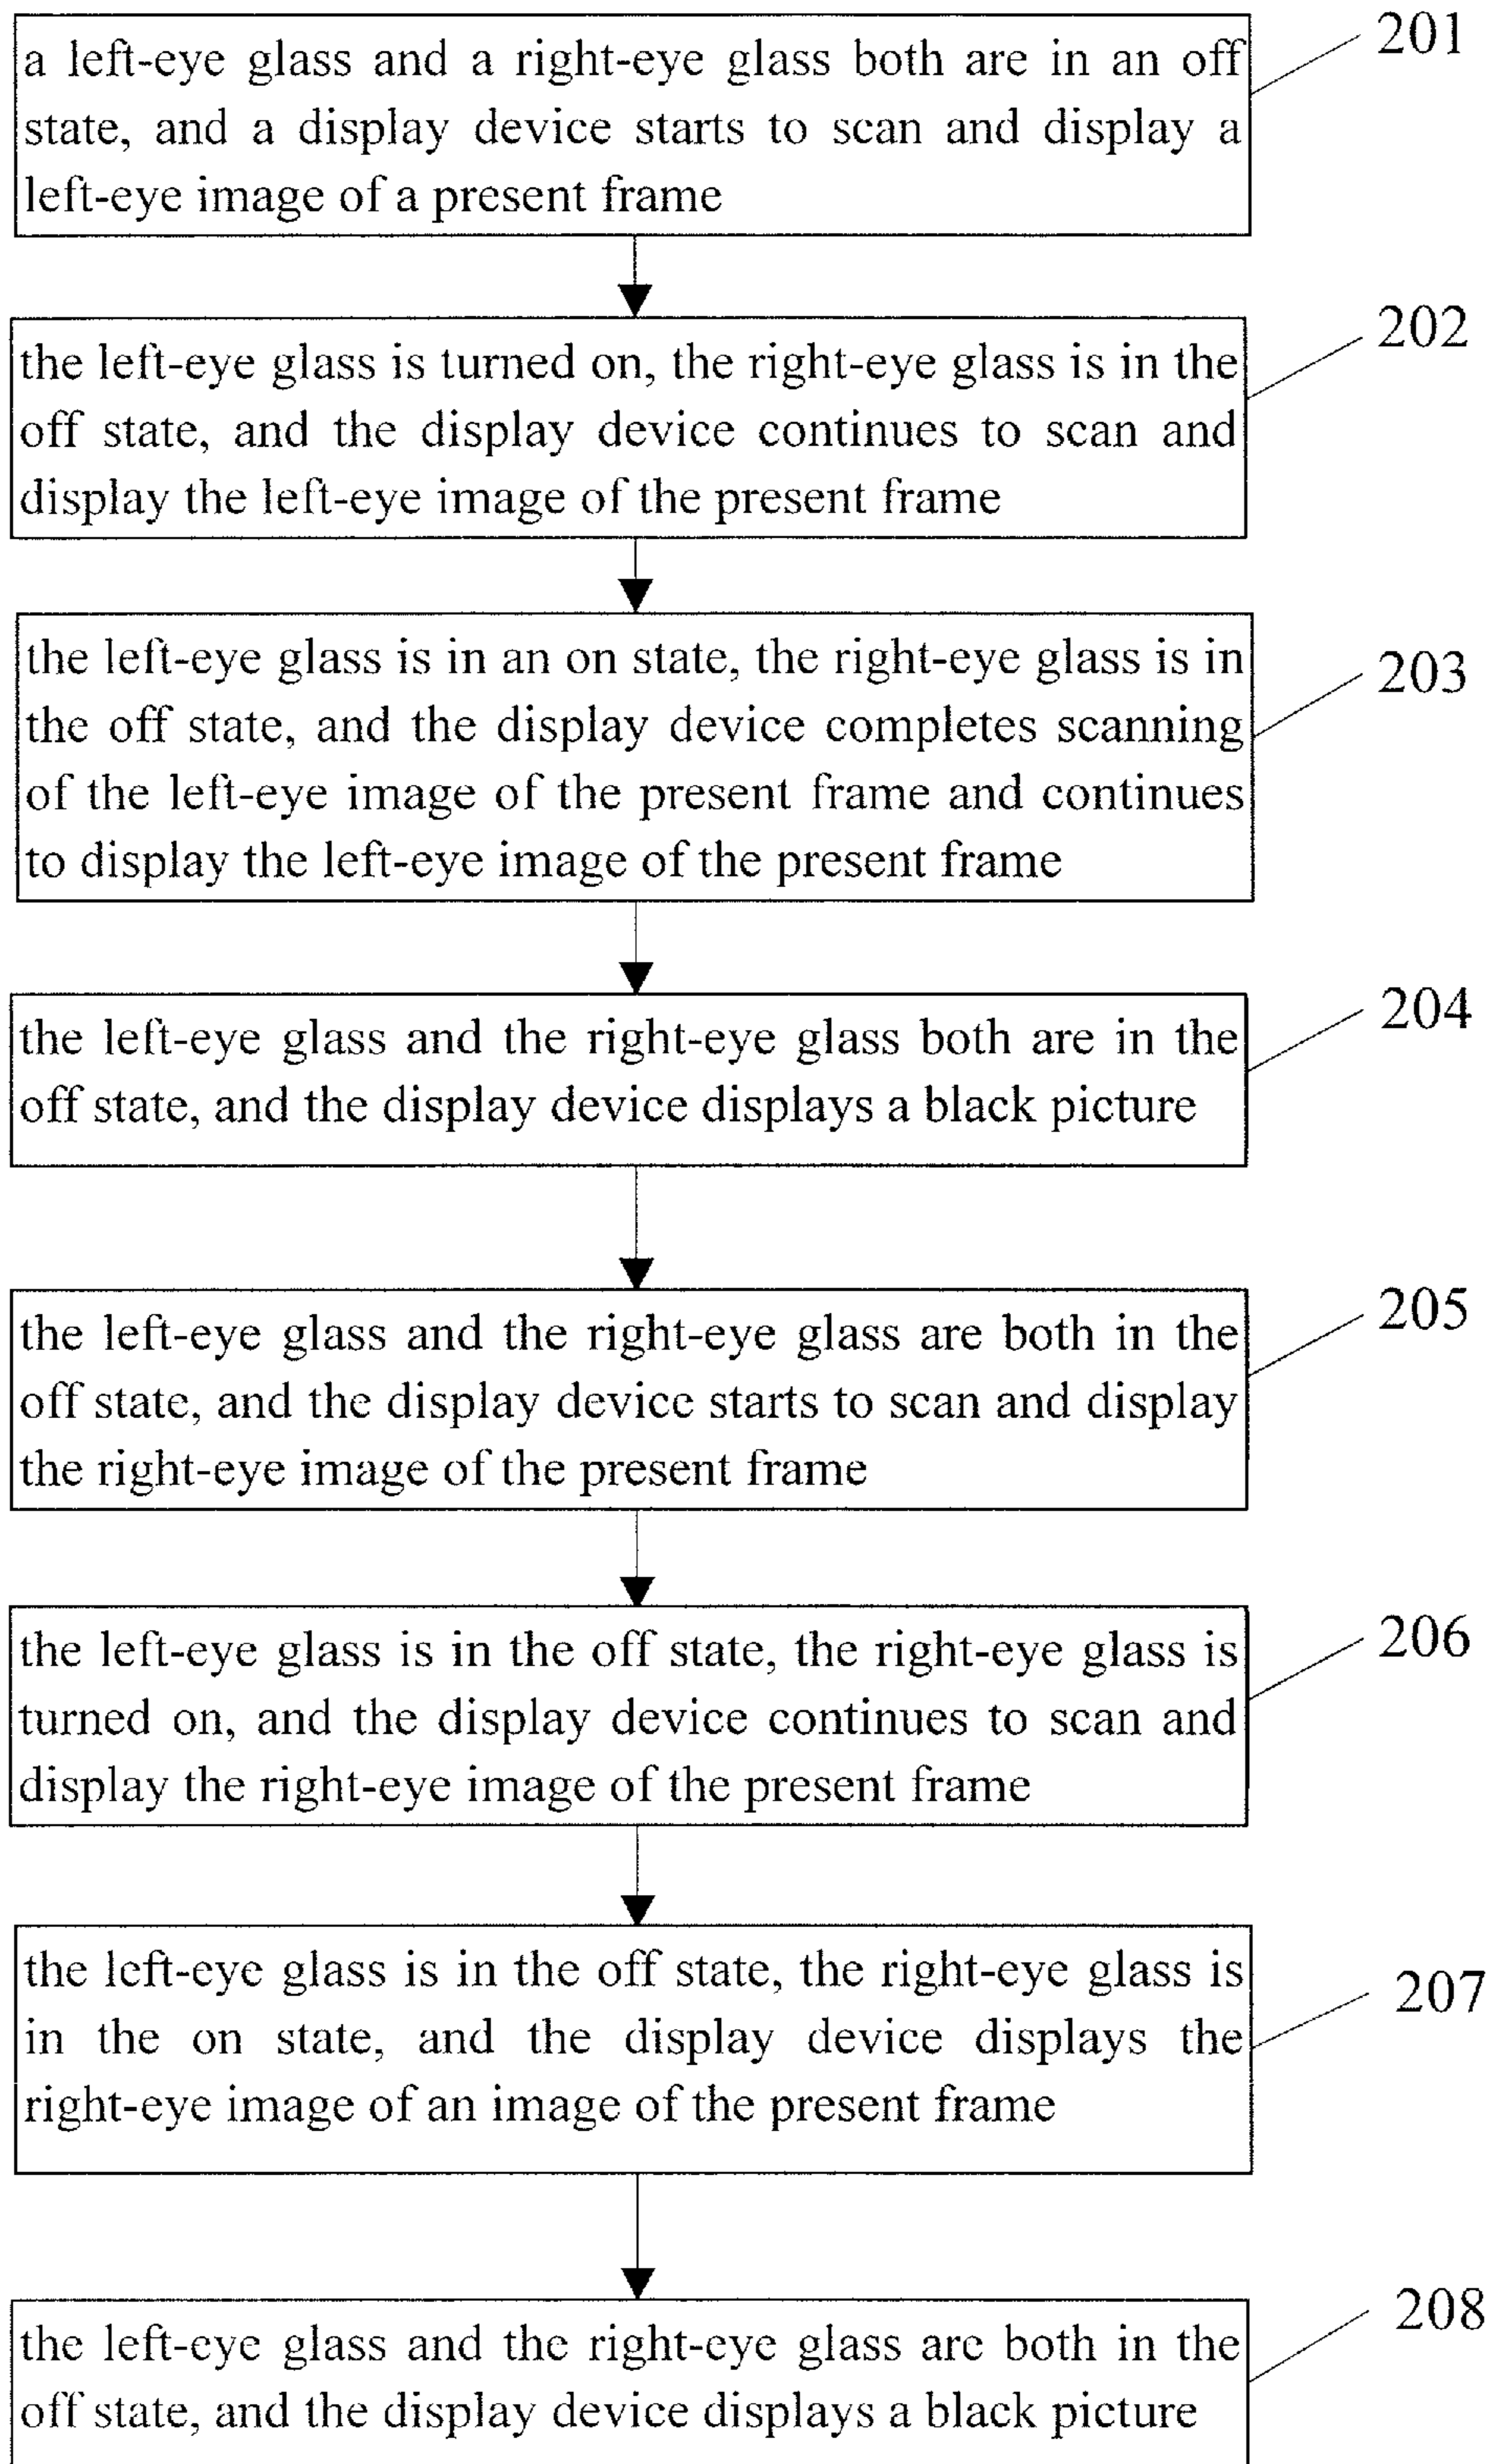 201
a left-eye glass and a right-eye glass both are in an off
state, and a display device starts to scan and display a
left-eye image of a present frame
202
the left-eye glass is turned on, the right-eye glass is in the
off state, and the display device continues to scan and
display the left-eye image of the present frame
203
the left-eye glass is in an on state, the right-eye glass is in
the off state, and the display device completes scanning
of the left-eye image of the present frame and continues
to display the left-eye image of the present frame
204
the left-eye glass and the right-eye glass both are in the
off state, and the display device displays a black picture
205
the left-eye glass and the right-eye glass are both in the
off state, and the display device starts to scan and display
the right-eye image of the present frame
206
the left-eye glass is in the off state, the right-eye glass is
turned on, and the display device continues to scan and
display the right-eye image of the present frame
207
the left-eye glass is in the off state, the right-eye glass is
in the on state, and the display device displays the
right-eye image of an image of the present frame
208
the left-eye glass and the right-eye glass are both in the
off state, and the display device displays a black picture